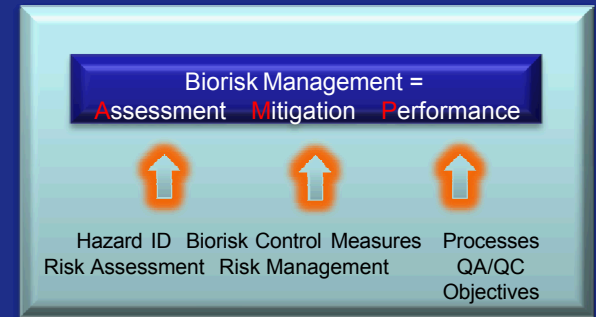 Biorisk Management =
Assessment Mitigation Performance
Hazard ID Biorisk Control Measures Processes
Risk Assessment Risk Management QA/QC
Objectives